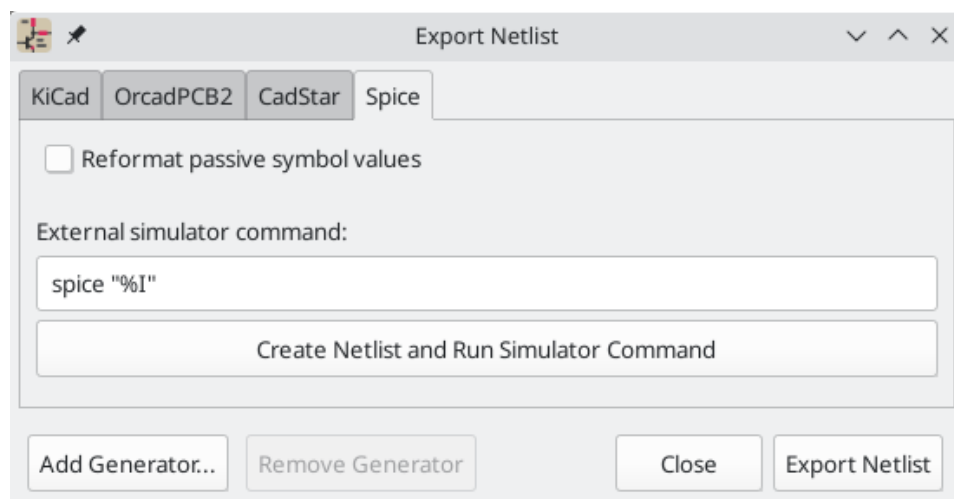 Export Netlist
KiCad OrcadPCB2 CadStar Spice
Reformat passive symbol values
External simulator command:
spice "%I"
Create Netlist and Run Simulator Command
Add Generator... Remove Generator Close Export Netlist